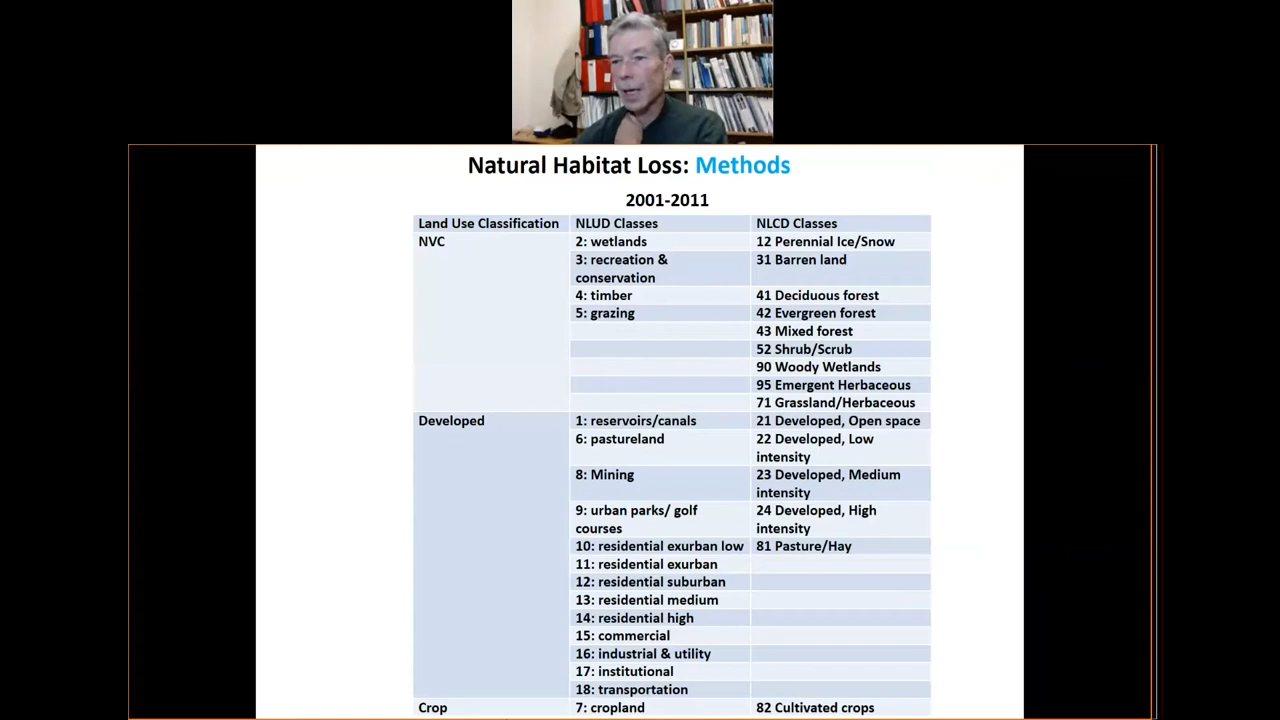 Natural Habitat Loss: Methods
2001-2011
Land Use Classification NLUD Classes NLCD Classes
NVC 2: wetlands 12 Perennial Ice/Snow
3: recreation & conservation 31 Barren land
4: timber 41 Deciduous forest
5: grazing 42 Evergreen forest
43 Mixed forest
52 Shrub/Scrub
90 Woody Wetlands
95 Emergent Herbaceous
71 Grassland/Herbaceous
Developed 1: reservoirs/canals 21 Developed, Open space
6: pastureland 22 Developed, Low intensity
8: Mining 23 Developed, Medium intensity
9: urban parks/ golf courses 24 Developed, High intensity
10: residential exurban low 81 Pasture/Hay
11: residential exurban
12: residential suburban
13: residential medium
14: residential high
15: commercial
16: industrial & utility
17: institutional
18: transportation
Crop 7: cropland 82 Cultivated crops